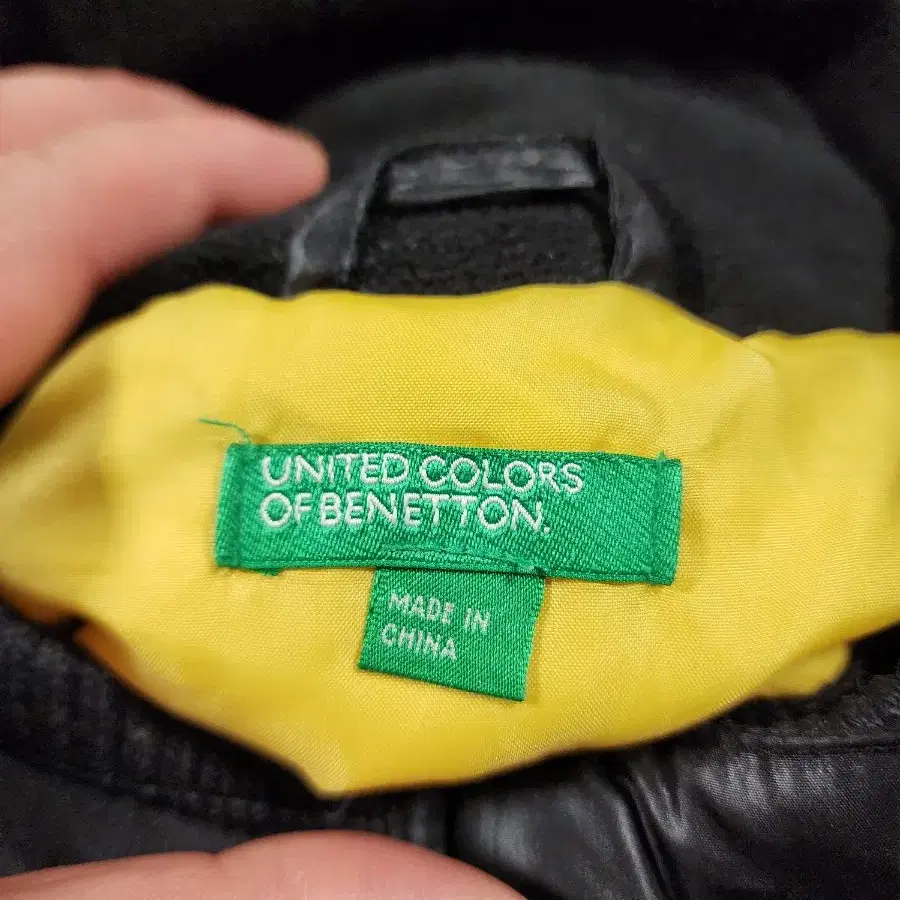 UNITED COLORS
OF BENETTON.
MADE IN
CHINA